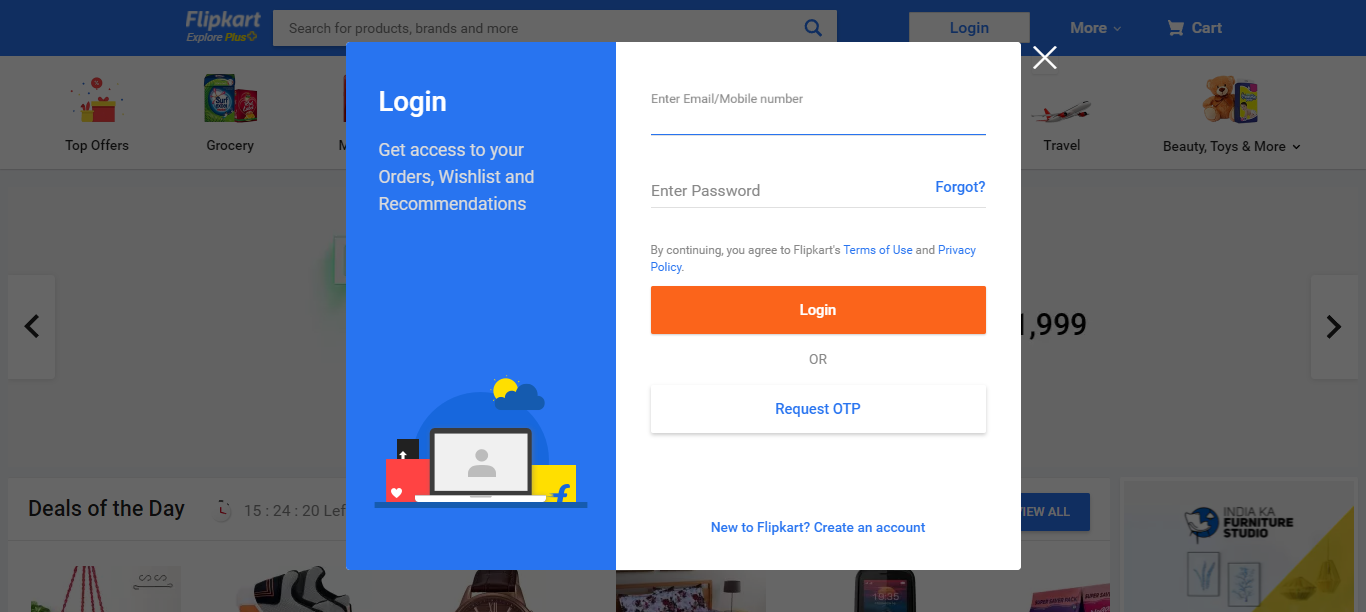 Flipkart
Explore Plus
Search for products, brands and more
Login
More
Cart
Top Offers
Grocery
Travel
Beauty, Toys & More
Login
Get access to your
Orders, Wishlist and
Recommendations
Enter Email/Mobile number
Enter Password
Forgot?
By continuing, you agree to Flipkart's Terms of Use and Privacy
Policy.
Login
OR
Request OTP
New to Flipkart? Create an account
1,999
Deals of the Day
15 : 24 : 20 Lef
VIEW ALL
INDIA KA
FURNITURE
STUDIO
19:35